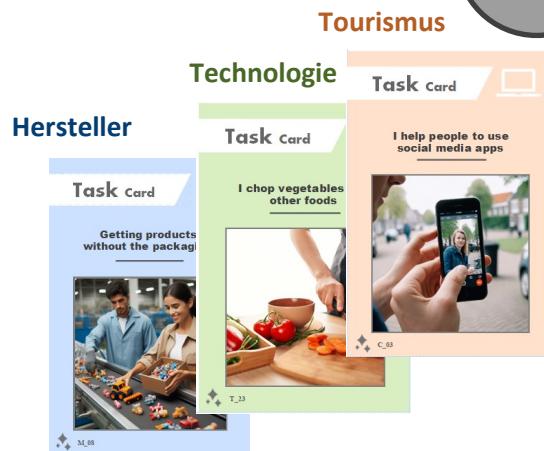 Tourismus
Technologie
Hersteller
Task Card
I help people to use
social media apps
C_03
Task Card
I chop vegetables
other foods
T_23
Task Card
Getting products
without the packagi
M_08